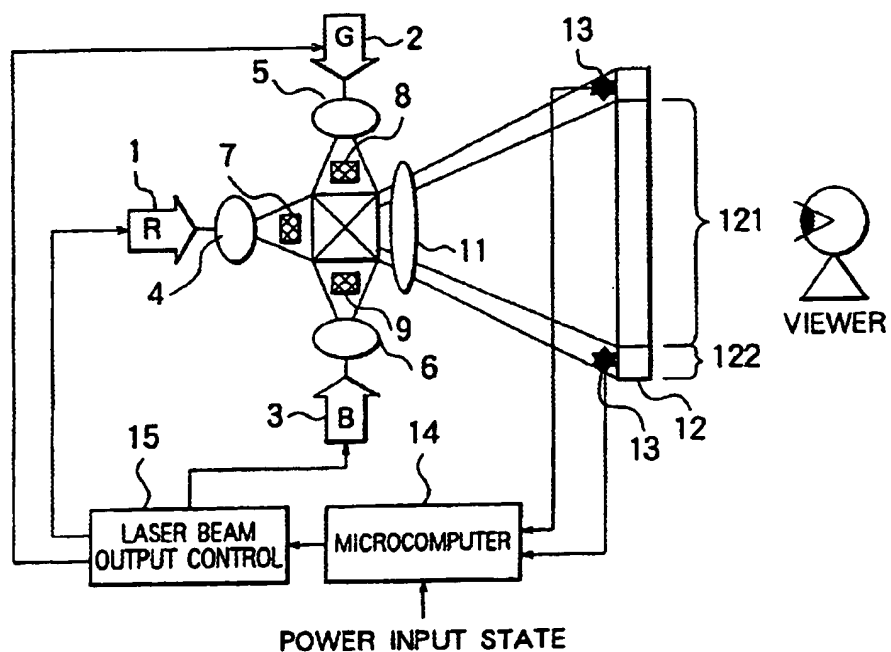 G
2
13
5
8
1
7
R
4
11
121
VIEWER
9
6
122
3
B
13
12
15
14
LASER BEAM
OUTPUT CONTROL
MICROCOMPUTER
POWER INPUT STATE